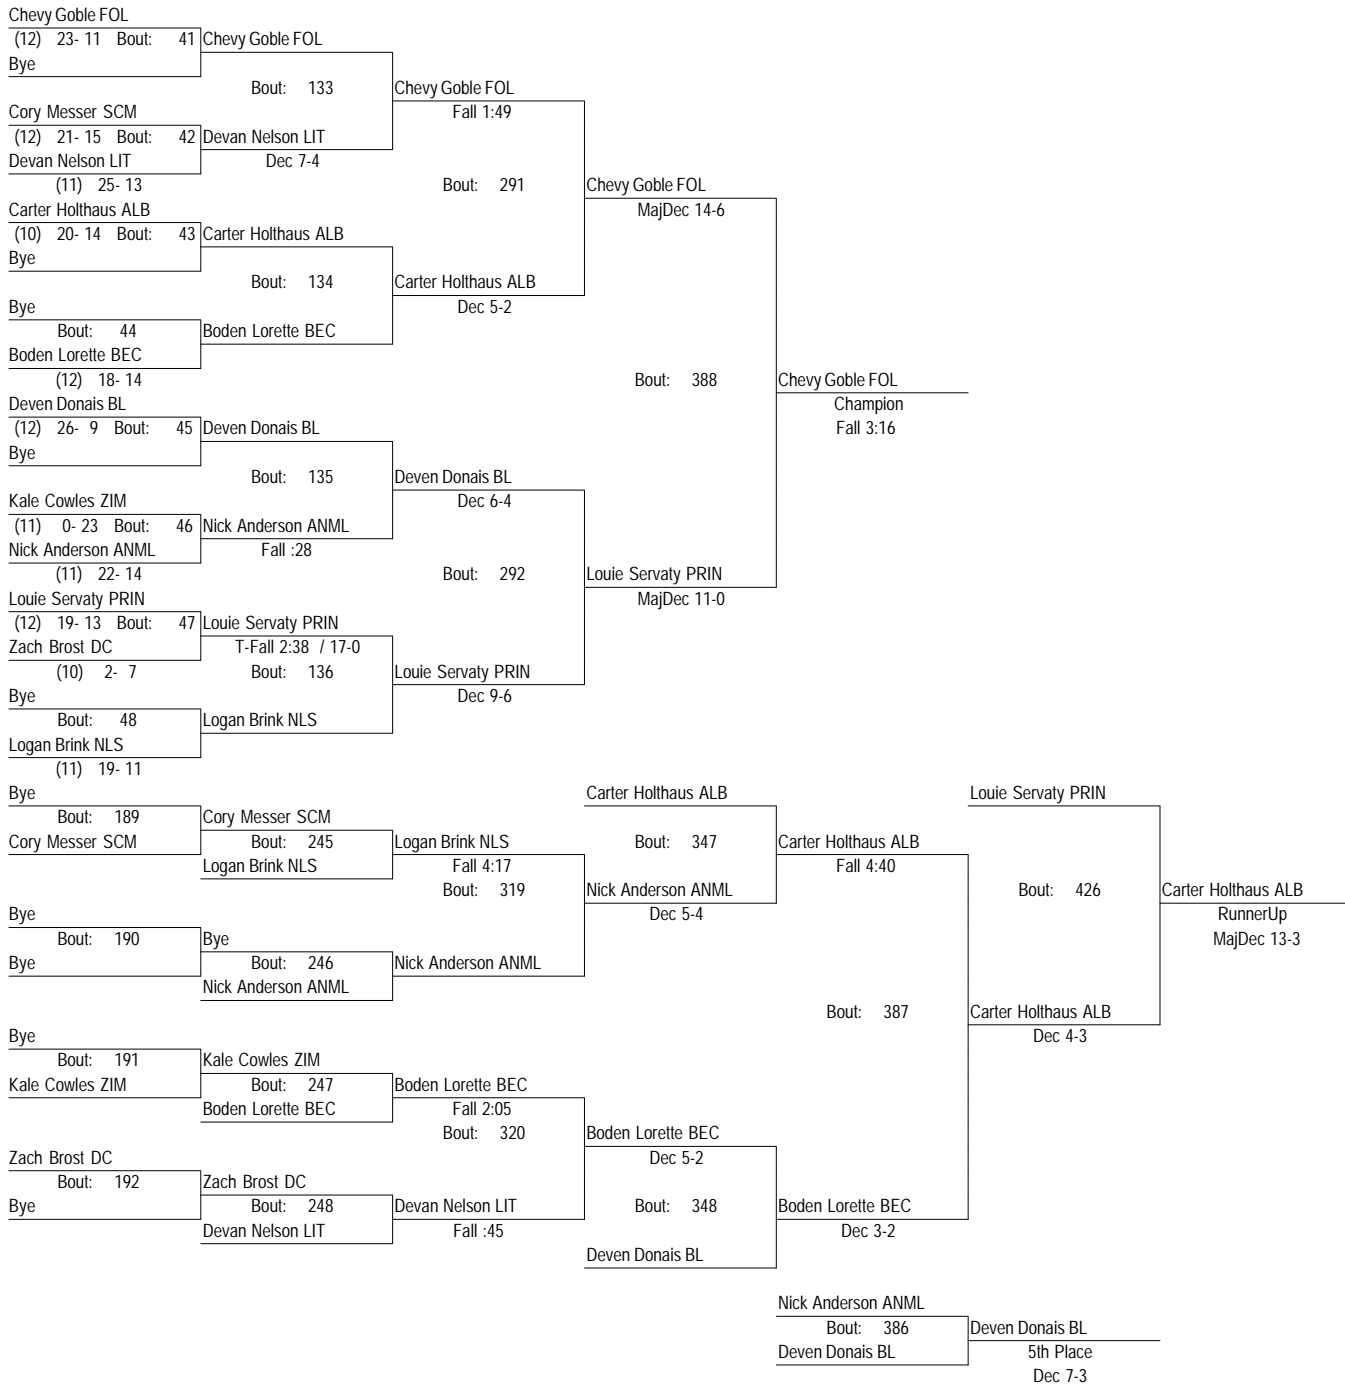 Chevy Goble FOL
(12) 23- 11 Bout: 41 Chevy Goble FOL
Bye
Bout: 133 Chevy Goble FOL
Cory Messer SCM Fall 1:49
(12) 21- 15 Bout: 42 Devan Nelson LIT
Devan Nelson LIT Dec 7-4
(11) 25- 13 Bout: 291 Chevy Goble FOL
Carter Holthaus ALB MajDec 14-6
(10) 20- 14 Bout: 43 Carter Holthaus ALB
Bye
Bout: 134 Carter Holthaus ALB
Bye Dec 5-2
Bout: 44 Boden Lorette BEC
Boden Lorette BEC
(12) 18- 14 Bout: 388 Chevy Goble FOL
Deven Donais BL Champion
(12) 26- 9 Bout: 45 Deven Donais BL Fall 3:16
Bye
Bout: 135 Deven Donais BL
Kale Cowles ZIM Dec 6-4
(11) 0- 23 Bout: 46 Nick Anderson ANML
Nick Anderson ANML Fall :28
(11) 22- 14 Bout: 292 Louie Servaty PRIN
Louie Servaty PRIN MajDec 11-0
(12) 19- 13 Bout: 47 Louie Servaty PRIN
Zach Brost DC T-Fall 2:38 / 17-0
(10) 2- 7 Bout: 136 Louie Servaty PRIN
Bye Dec 9-6
Bout: 48 Logan Brink NLS
Logan Brink NLS
(11) 19- 11
Bye Carter Holthaus ALB Louie Servaty PRIN
Bout: 189 Cory Messer SCM
Cory Messer SCM Bout: 245 Logan Brink NLS Bout: 347 Carter Holthaus ALB
Logan Brink NLS Fall 4:17 Fall 4:40
Bout: 319 Nick Anderson ANML Bout: 426 Carter Holthaus ALB
Bye Dec 5-4 RunnerUp
Bout: 190 Bye MajDec 13-3
Bye Bout: 246 Nick Anderson ANML
Nick Anderson ANML
Bout: 387 Carter Holthaus ALB
Bye Dec 4-3
Bout: 191 Kale Cowles ZIM
Kale Cowles ZIM Bout: 247 Boden Lorette BEC
Boden Lorette BEC Fall 2:05
Bout: 320 Boden Lorette BEC
Zach Brost DC Dec 5-2
Bout: 192 Zach Brost DC
Bye Bout: 248 Devan Nelson LIT Bout: 348 Boden Lorette BEC
Devan Nelson LIT Fall :45 Dec 3-2
Deven Donais BL
Nick Anderson ANML
Bout: 386 Deven Donais BL
Deven Donais BL 5th Place
Dec 7-3